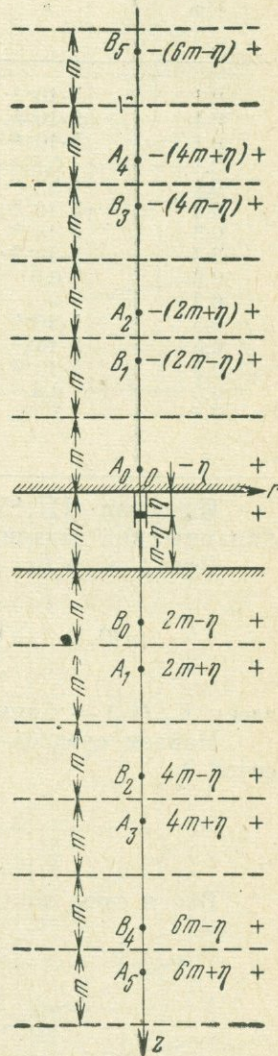 B₅ -(6m-η) +
m
A₄ -(4m+η) +
m
B₃ -(4m-η) +
m
A₂ -(2m+η) +
m
B₁ -(2m-η) +
m
A₀ 0 -η +
m
r
η +
m
m-η
B₀ 2m-η +
m
A₁ 2m+η +
m
B₂ 4m-η +
m
A₃ 4m+η +
m
B₄ 6m-η +
m
A₅ 6m+η +
m
z